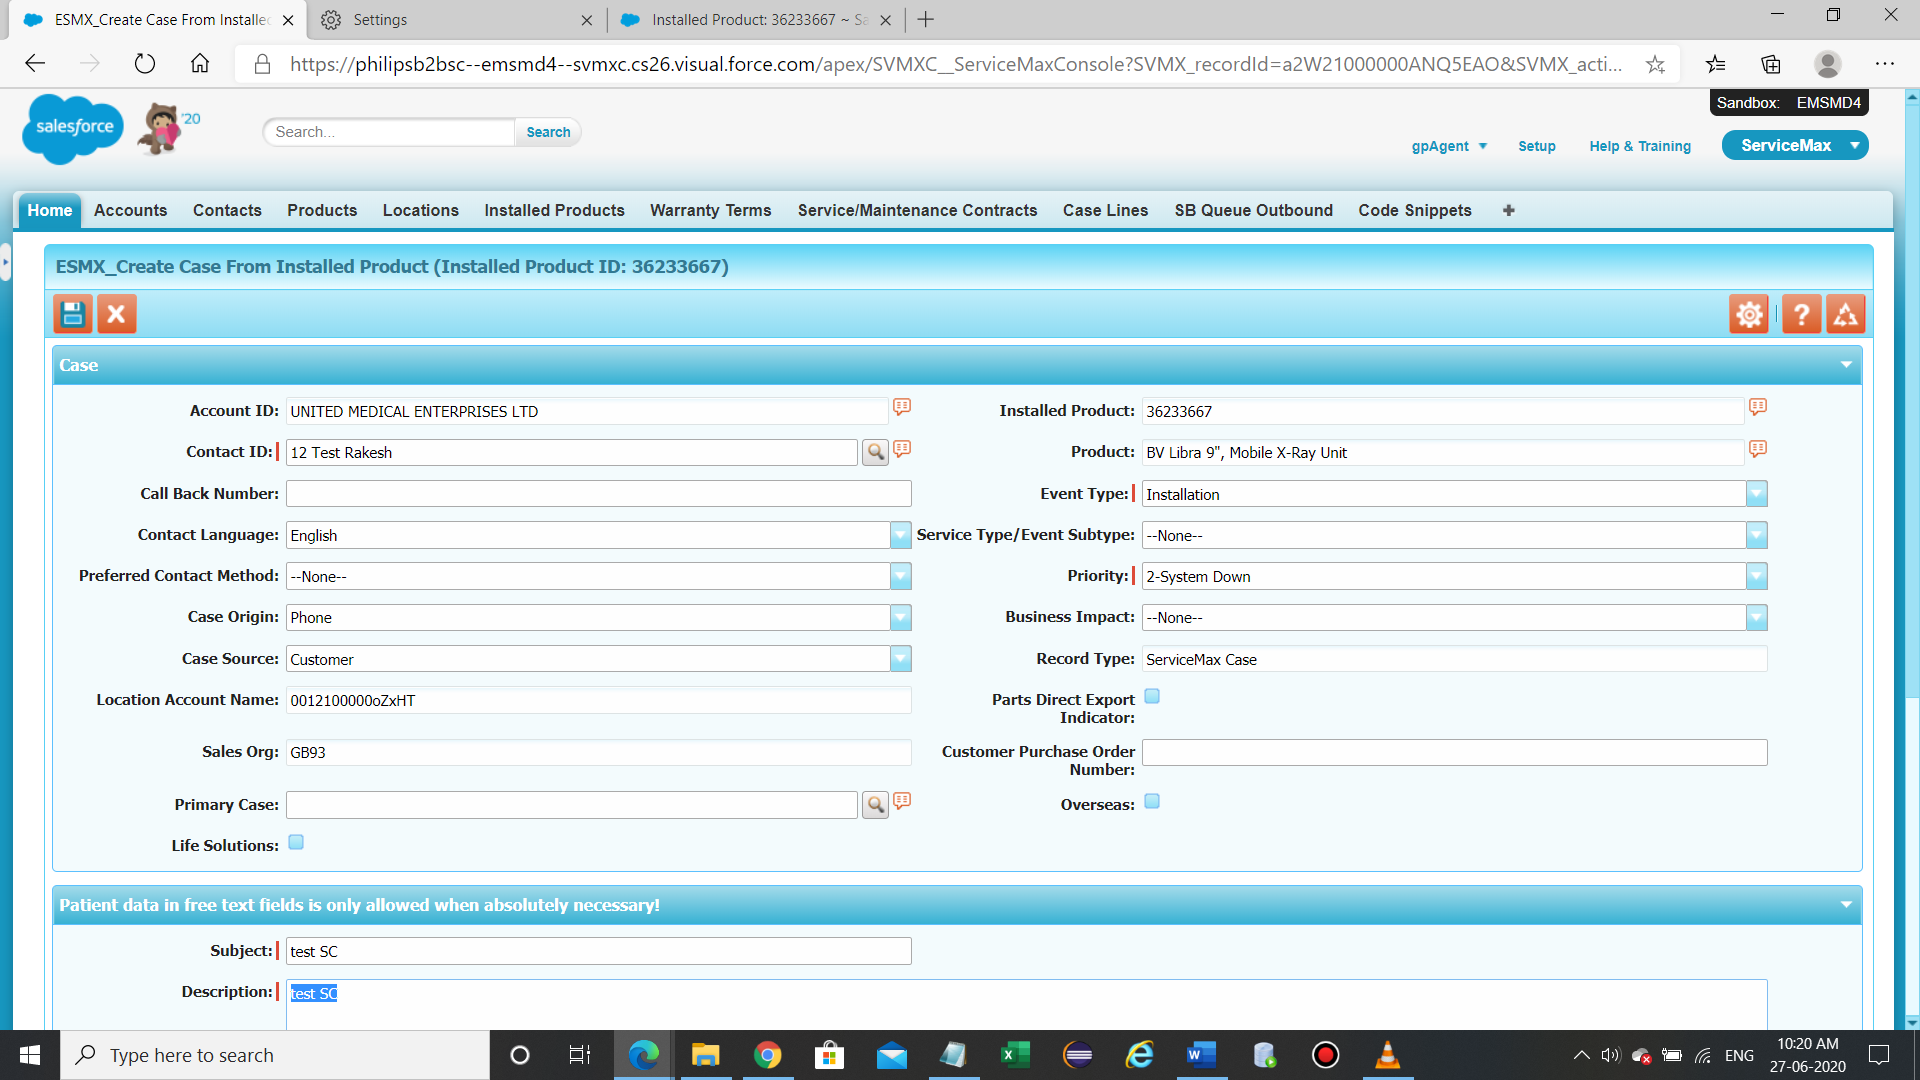 ESMX_Create Case From Installe
Settings
Installed Product: 36233667 ~ Sa
https://philipsb2bsc--emsmd4--svmxc.cs26.visual.force.com/apex/SVMXC__ServiceMaxConsole?SVMX_recordId=a2W21000000ANQ5EAO&SVMX_acti...
Sandbox: EMSMD4
salesforce
'20
Search...
Search
gpAgent
Setup
Help & Training
ServiceMax
Home
Accounts
Contacts
Products
Locations
Installed Products
Warranty Terms
Service/Maintenance Contracts
Case Lines
SB Queue Outbound
Code Snippets
ESMX_Create Case From Installed Product (Installed Product ID: 36233667)
Case
Account ID: UNITED MEDICAL ENTERPRISES LTD
Installed Product: 36233667
Contact ID: 12 Test Rakesh
Product: BV Libra 9", Mobile X-Ray Unit
Call Back Number:
Event Type: Installation
Contact Language: English
Service Type/Event Subtype: --None--
Preferred Contact Method: --None--
Priority: 2-System Down
Case Origin: Phone
Business Impact: --None--
Case Source: Customer
Record Type: ServiceMax Case
Location Account Name: 0012100000oZxHT
Parts Direct Export
Indicator:
Sales Org: GB93
Customer Purchase Order
Number:
Primary Case:
Overseas:
Life Solutions:
Patient data in free text fields is only allowed when absolutely necessary!
Subject: test SC
Description: test SC
Type here to search
ENG
10:20 AM
27-06-2020